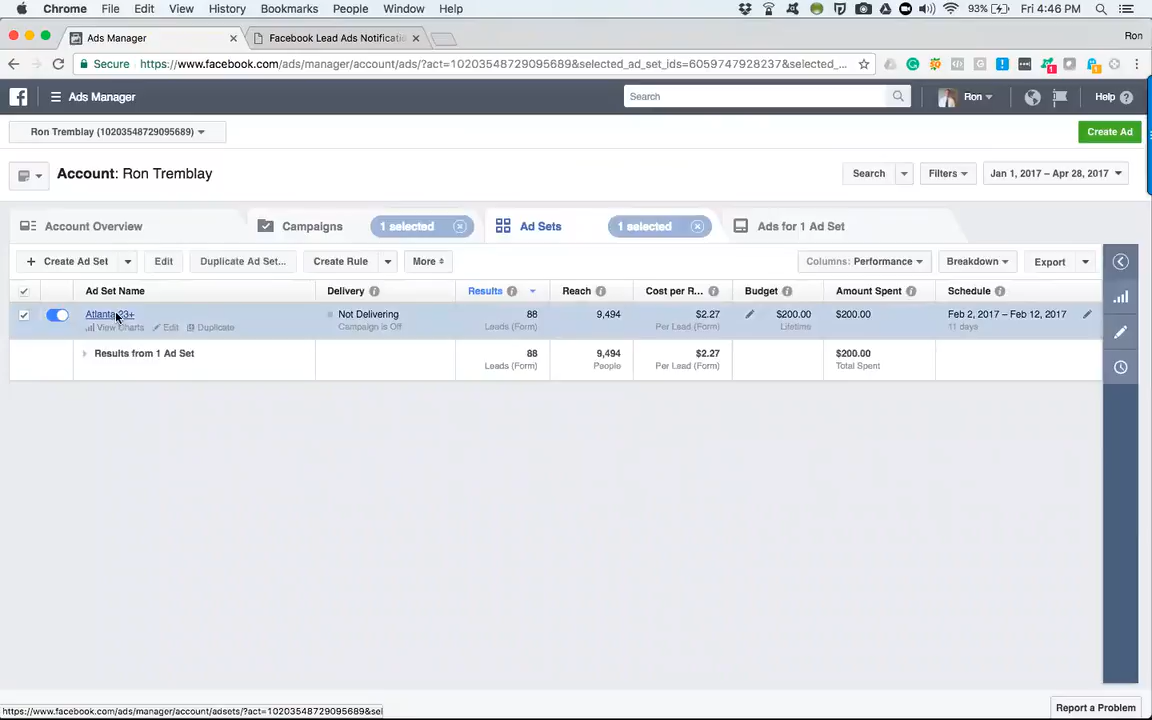 Chrome File Edit View History Bookmarks People Window Help 93% Fri 4:46 PM
Ads Manager Facebook Lead Ads Notificati Ron
Secure https://www.facebook.com/ads/manager/account/ads/?act=10203548729095689&selected_ad_set_ids=6059747928237&selected_...
Ads Manager Search Ron Help
Ron Tremblay (10203548729095689) Create Ad
Account: Ron Tremblay Search Filters Jan 1, 2017 – Apr 28, 2017
Account Overview Campaigns 1 selected Ad Sets 1 selected Ads for 1 Ad Set
+ Create Ad Set Edit Duplicate Ad Set... Create Rule More Columns: Performance Breakdown Export
Ad Set Name Delivery Results Reach Cost per R... Budget Amount Spent Schedule
Atlanta 23+ Not Delivering 88 9,494 $2.27 $200.00 $200.00 Feb 2, 2017 – Feb 12, 2017
View Charts Edit Duplicate Campaign is Off Leads (Form) Per Lead (Form) Lifetime 11 days
Results from 1 Ad Set 88 9,494 $2.27 $200.00
Leads (Form) People Per Lead (Form) Total Spent
Report a Problem
https://www.facebook.com/ads/manager/account/adsets/?act=10203548729095689&sel